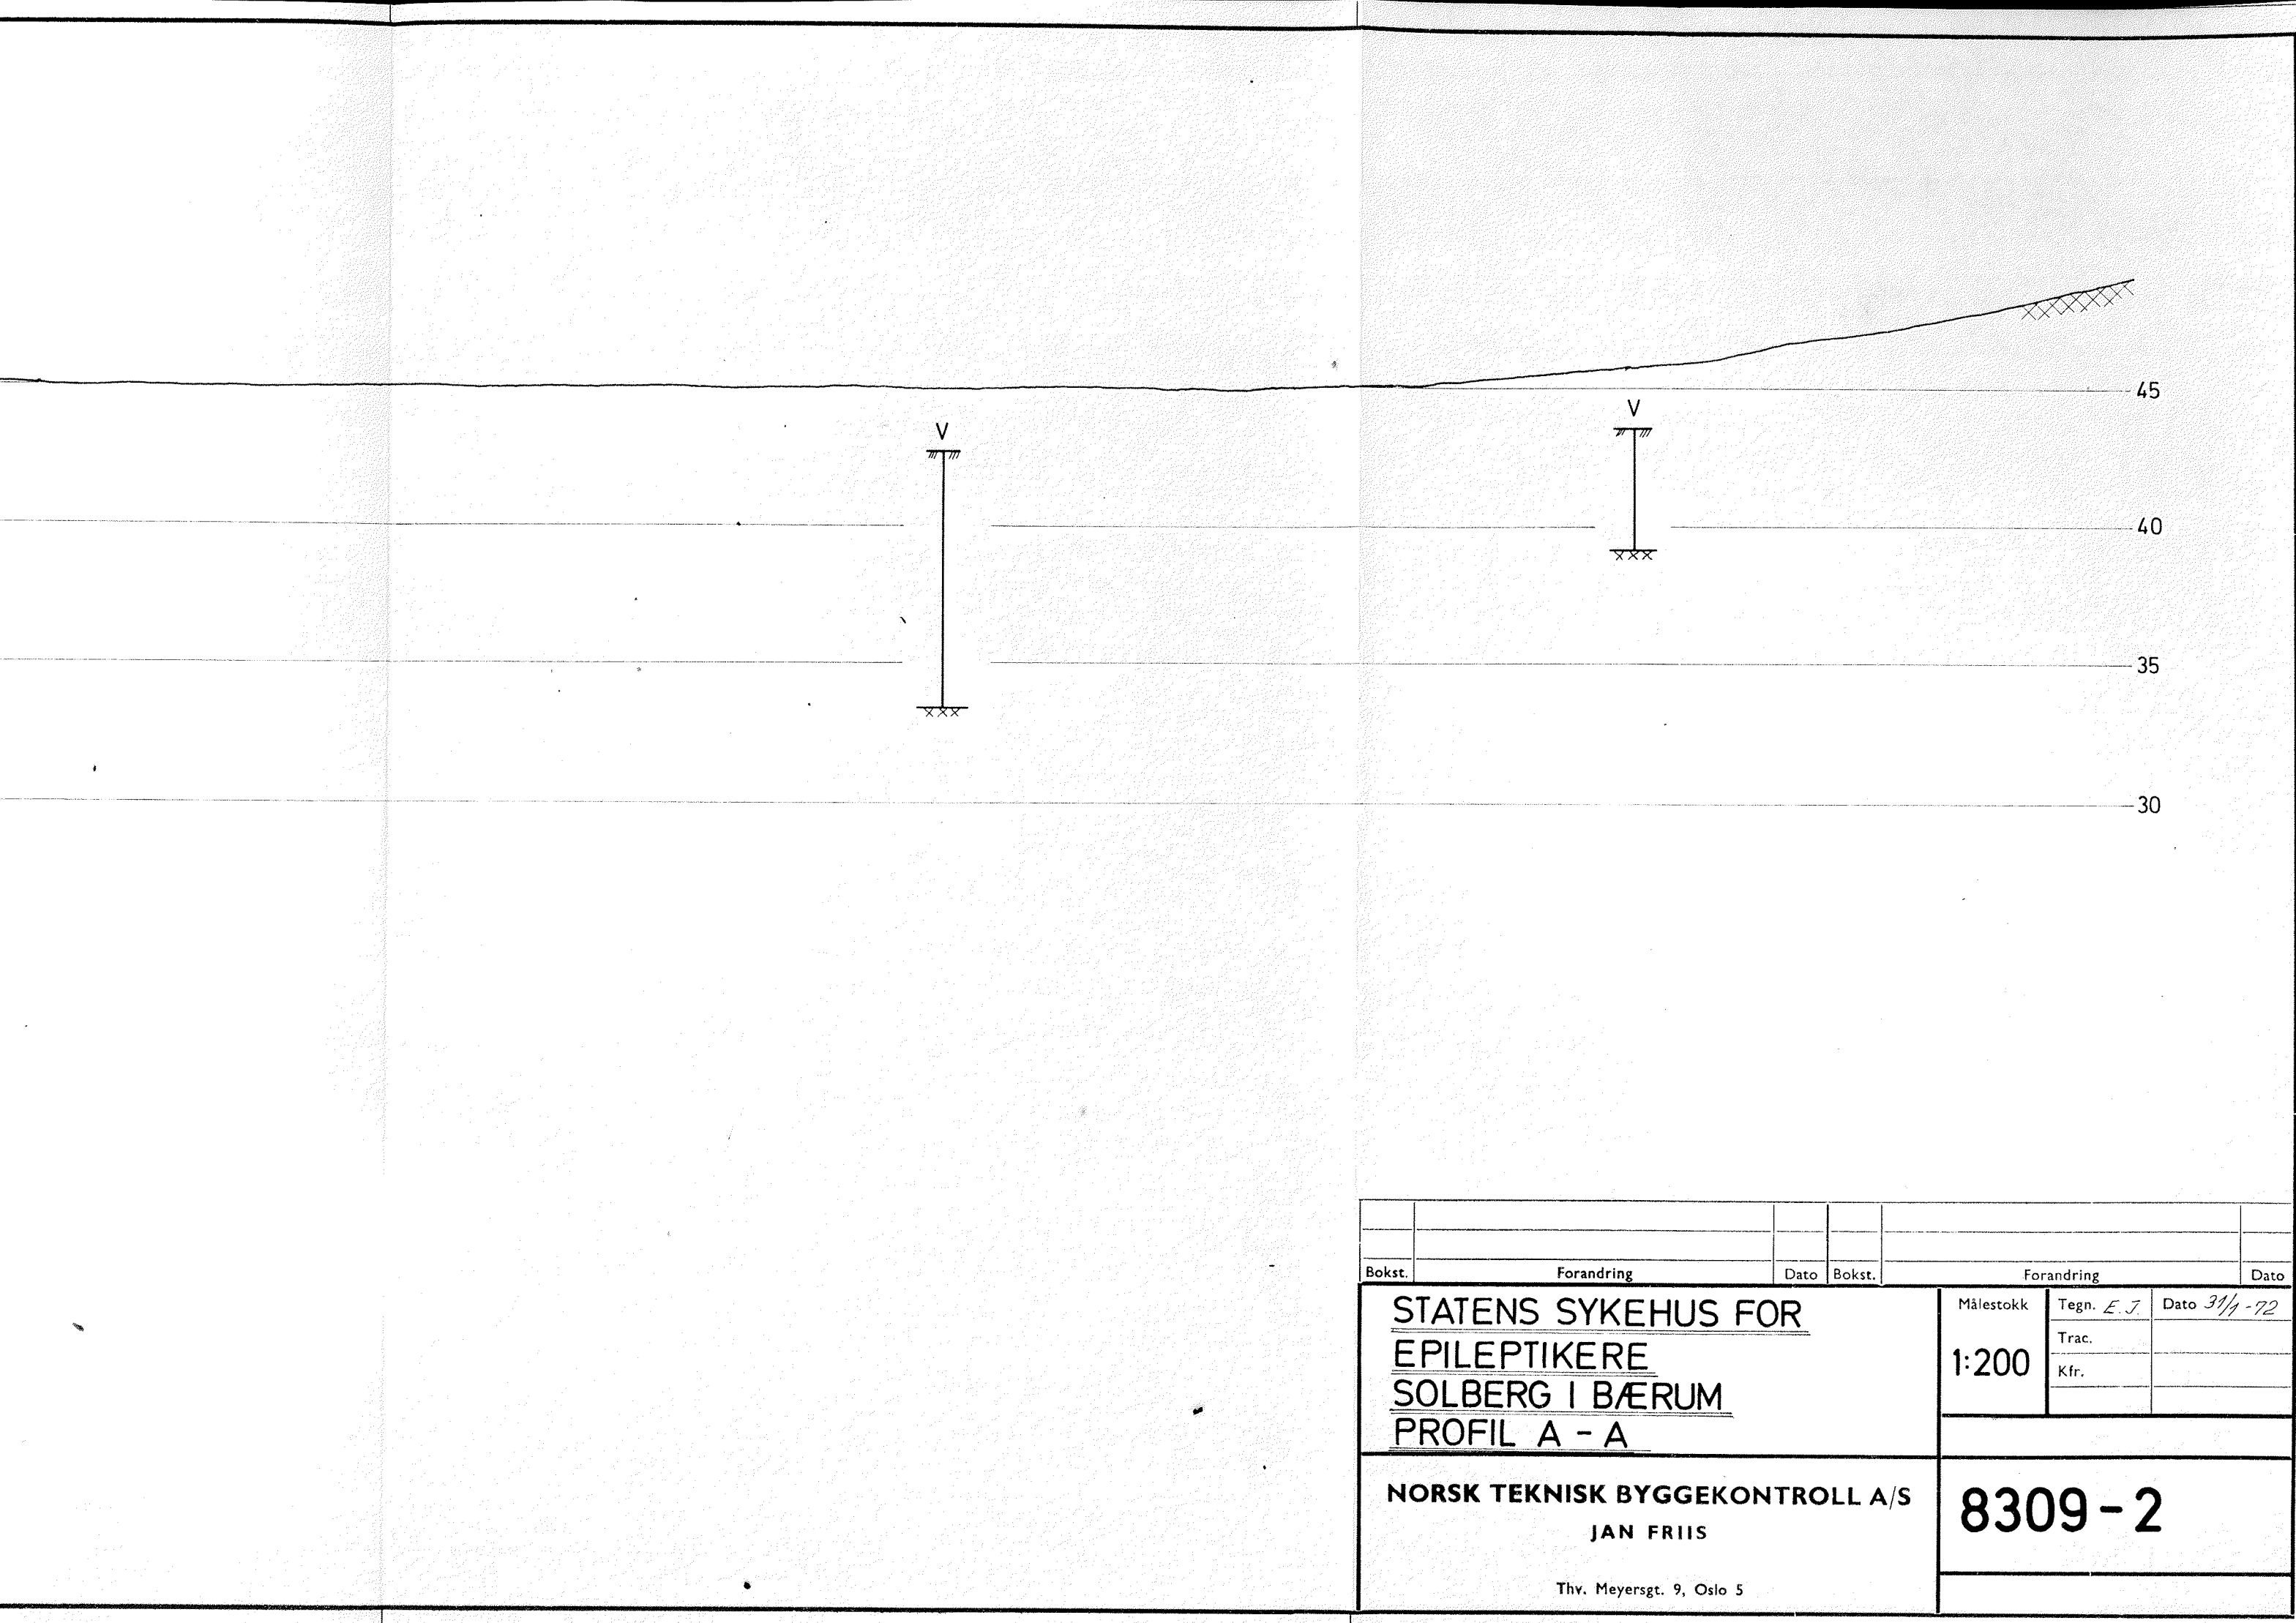 V
V
45
40
35
30
Bokst. Forandring Dato Bokst. Forandring Dato
STATENS SYKEHUS FOR
EPILEPTIKERE
SOLBERG I BÆRUM
PROFIL A - A
Målestokk
1:200
Tegn. E.J. Dato 31/1-72
Trac.
Kfr.
NORSK TEKNISK BYGGEKONTROLL A/S
JAN FRIIS
Thv. Meyersgt. 9, Oslo 5
8309-2